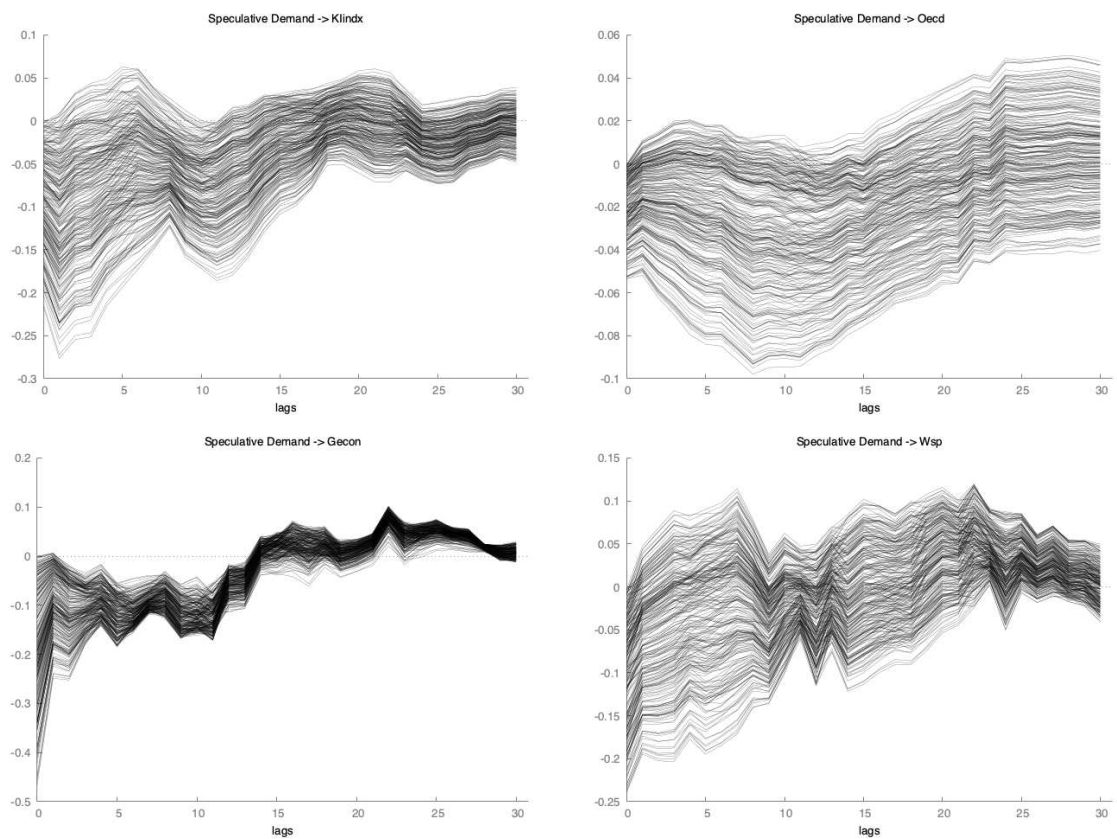 Speculative Demand -> Klindx
0.1
0.05
0
-0.05
-0.1
-0.15
-0.2
-0.25
-0.3
0 5 10 15 20 25 30
lags
Speculative Demand -> Oecd
0.06
0.04
0.02
0
-0.02
-0.04
-0.06
-0.08
-0.1
0 5 10 15 20 25 30
lags
Speculative Demand -> Gecon
0.2
0.1
0
-0.1
-0.2
-0.3
-0.4
-0.5
0 5 10 15 20 25 30
lags
Speculative Demand -> Wsp
0.15
0.1
0.05
0
-0.05
-0.1
-0.15
-0.2
-0.25
0 5 10 15 20 25 30
lags